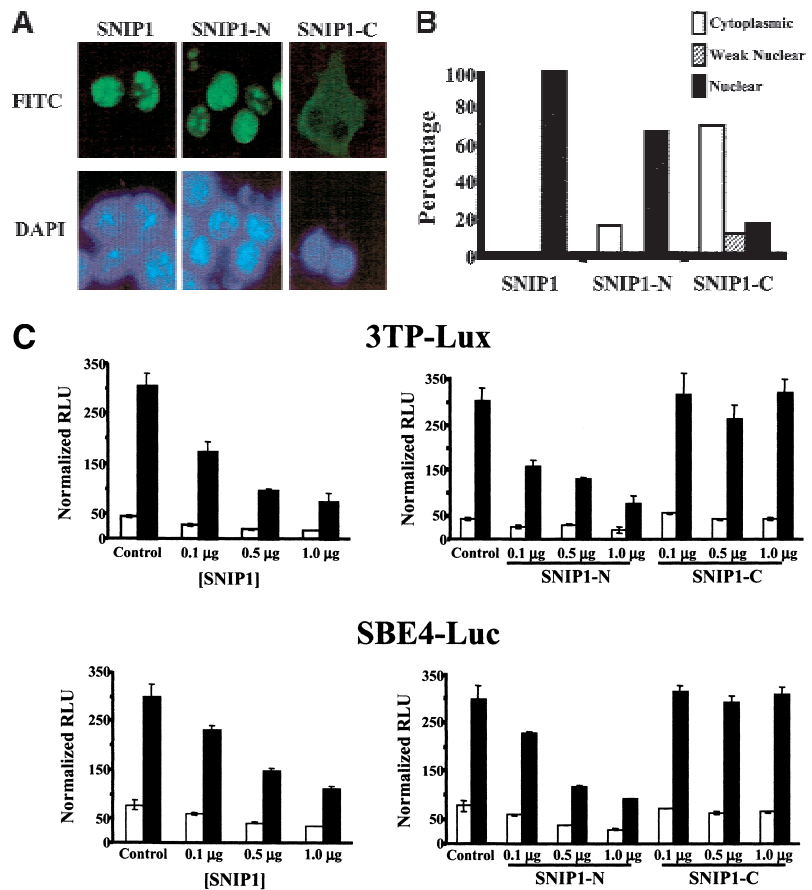 A
SNIP1 SNIP1-N SNIP1-C
FITC
DAPI
B
Cytoplasmic
Weak Nuclear
Nuclear
Percentage
100
80
60
40
20
0
SNIP1 SNIP1-N SNIP1-C
C
3TP-Lux
Normalized RLU
350
250
150
50
0
Control 0.1 µg 0.5 µg 1.0 µg
[SNIP1]
Normalized RLU
350
250
150
50
0
Control 0.1 µg 0.5 µg 1.0 µg 0.1 µg 0.5 µg 1.0 µg
SNIP1-N SNIP1-C
SBE4-Luc
Normalized RLU
350
250
150
50
0
Control 0.1 µg 0.5 µg 1.0 µg
[SNIP1]
Normalized RLU
350
250
150
50
0
Control 0.1 µg 0.5 µg 1.0 µg 0.1 µg 0.5 µg 1.0 µg
SNIP1-N SNIP1-C